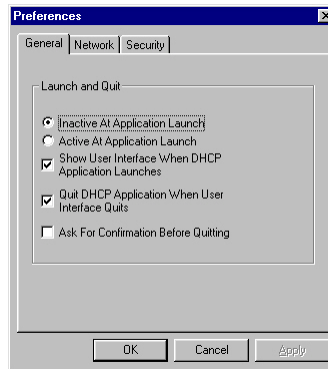 Preferences
General Network Security
Launch and Quit
Inactive At Application Launch
Active At Application Launch
Show User Interface When DHCP
Application Launches
Quit DHCP Application When User
Interface Quits
Ask For Confirmation Before Quitting
OK Cancel Apply